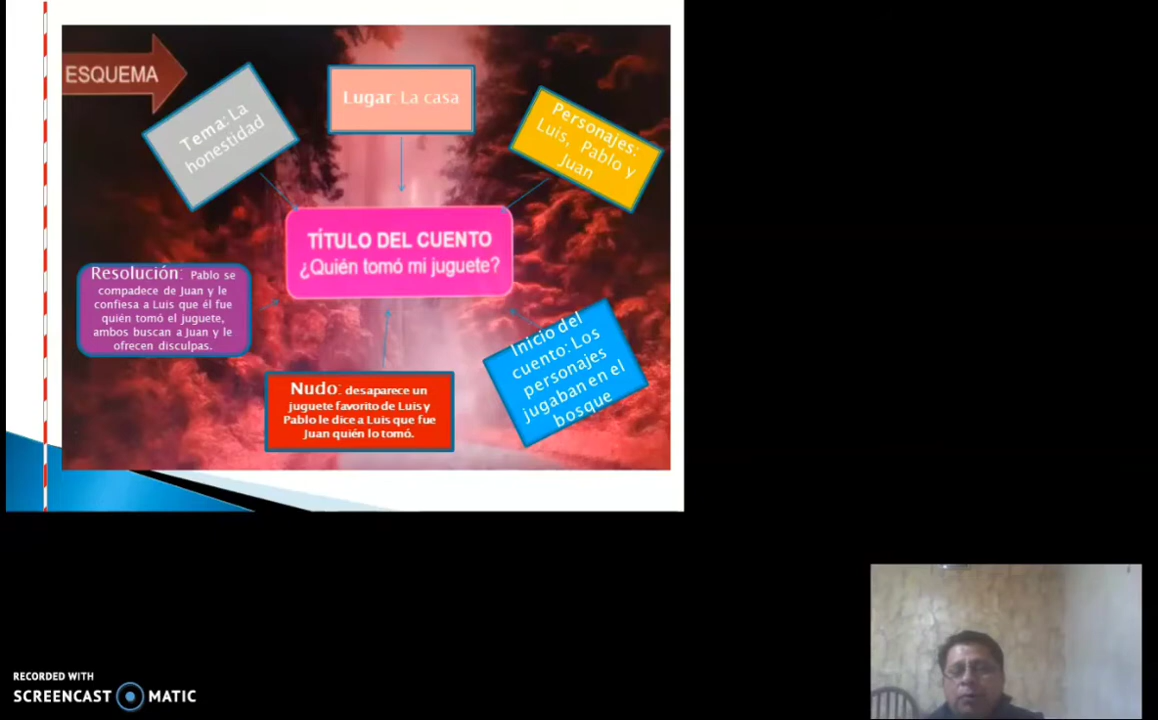 ESQUEMA
Tema: La
honestidad
Lugar: La casa
Personajes:
Luis, Pablo y
Juan
TÍTULO DEL CUENTO
¿Quién tomó mi juguete?
Resolución: Pablo se
compadece de Juan y le
confiesa a Luis que él fue
quién tomó el juguete,
ambos buscan a Juan y le
ofrecen disculpas.
Nudo: desaparece un
juguete favorito de Luis y
Pablo le dice a Luis que fue
Juan quién lo tomó.
Inicio del
cuento: Los
personajes
jugaban en el
bosque
RECORDED WITH
SCREENCAST MATIC